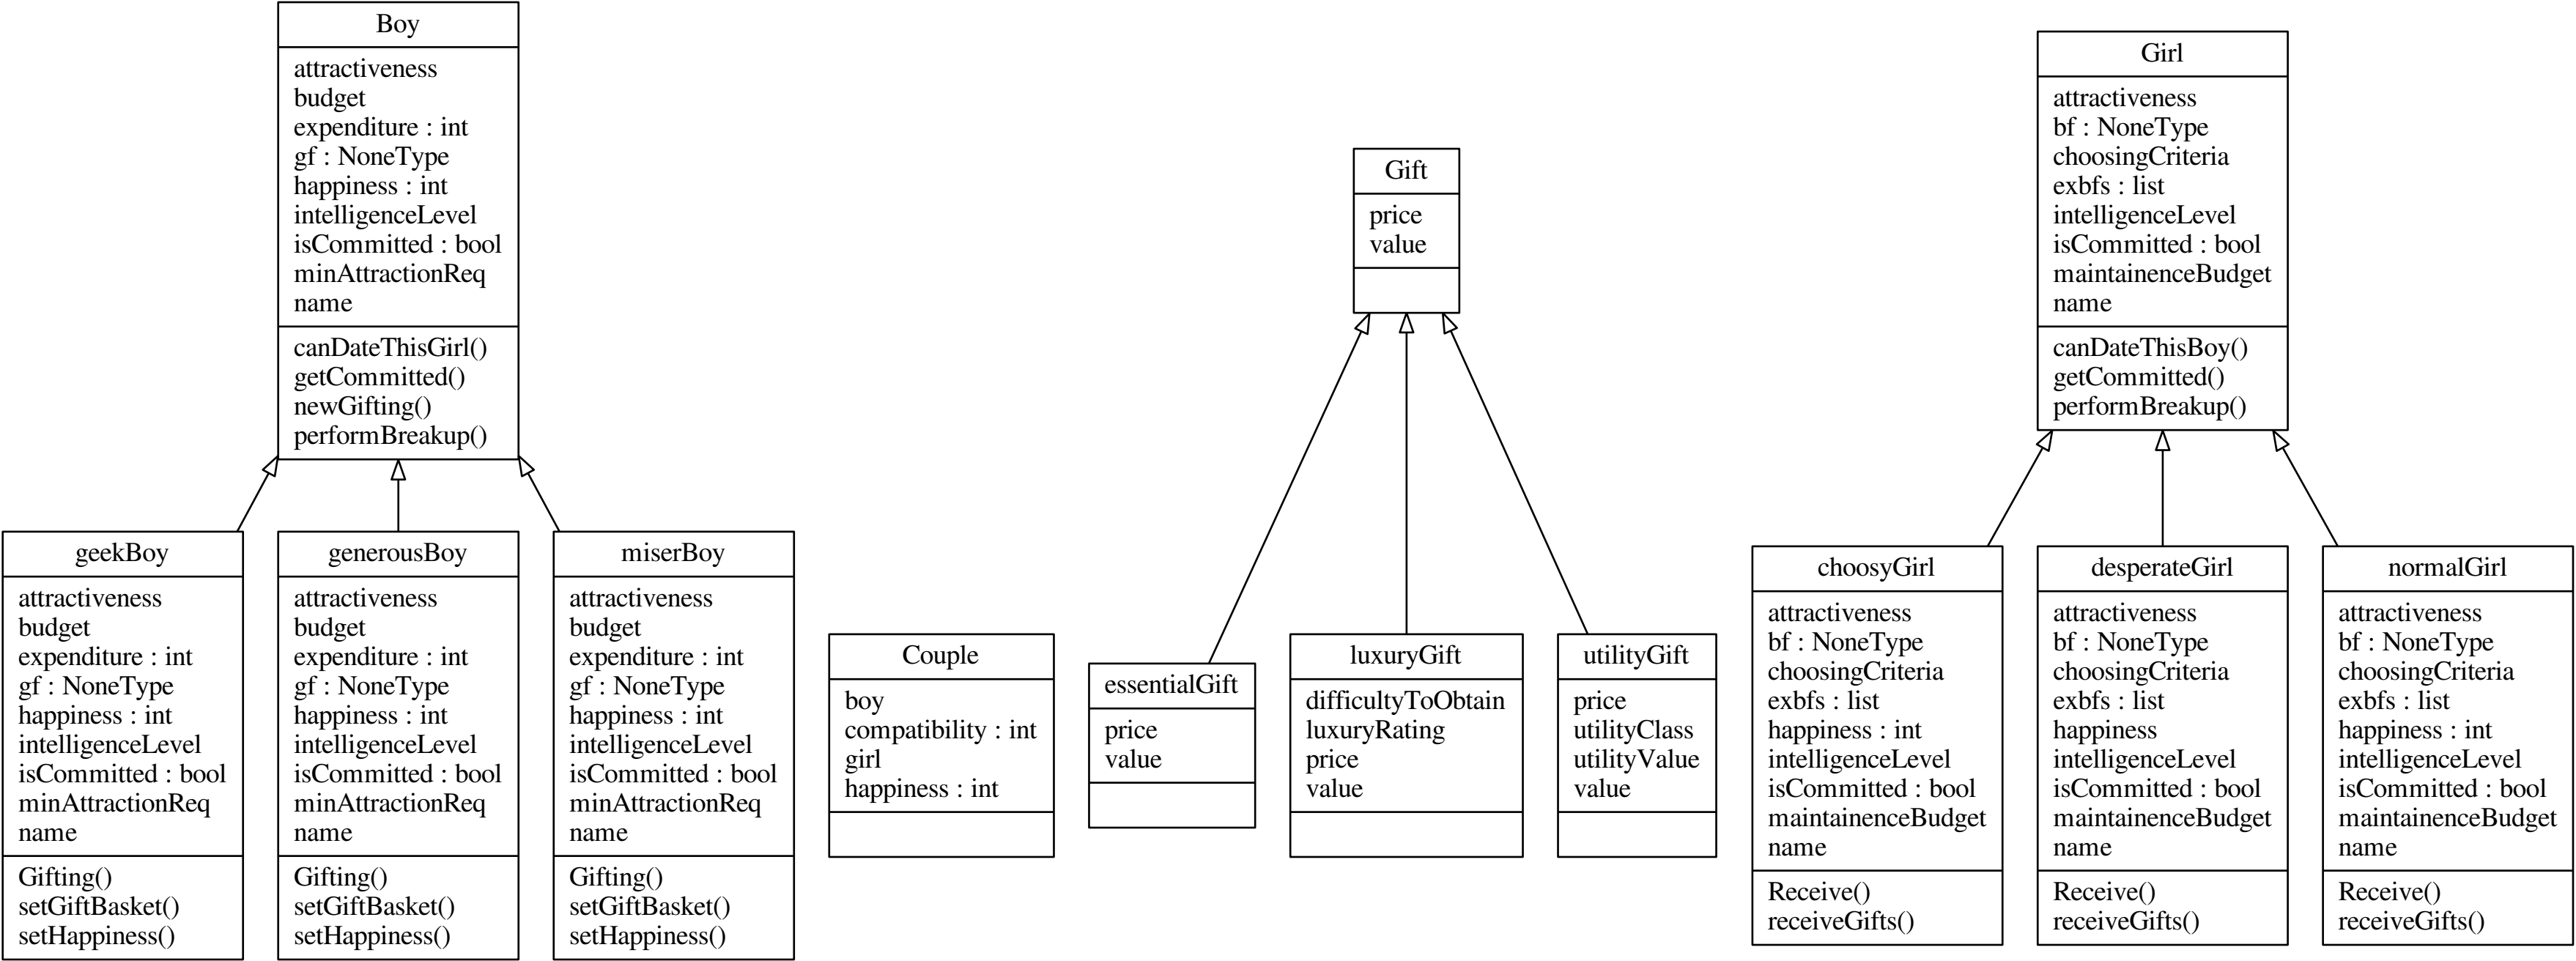 Boy
attractiveness
budget
expenditure : int
gf : NoneType
happiness : int
intelligenceLevel
isCommitted : bool
minAttractionReq
name
canDateThisGirl()
getCommitted()
newGifting()
performBreakup()
Gift
price
value
Girl
attractiveness
bf : NoneType
choosingCriteria
exbfs : list
intelligenceLevel
isCommitted : bool
maintainenceBudget
name
canDateThisBoy()
getCommitted()
performBreakup()
geekBoy
attractiveness
budget
expenditure : int
gf : NoneType
happiness : int
intelligenceLevel
isCommitted : bool
minAttractionReq
name
Gifting()
setGiftBasket()
setHappiness()
generousBoy
attractiveness
budget
expenditure : int
gf : NoneType
happiness : int
intelligenceLevel
isCommitted : bool
minAttractionReq
name
Gifting()
setGiftBasket()
setHappiness()
miserBoy
attractiveness
budget
expenditure : int
gf : NoneType
happiness : int
intelligenceLevel
isCommitted : bool
minAttractionReq
name
Gifting()
setGiftBasket()
setHappiness()
Couple
boy
compatibility : int
girl
happiness : int
essentialGift
price
value
luxuryGift
difficultyToObtain
luxuryRating
price
value
utilityGift
price
utilityClass
utilityValue
value
choosyGirl
attractiveness
bf : NoneType
choosingCriteria
exbfs : list
happiness : int
intelligenceLevel
isCommitted : bool
maintainenceBudget
name
Receive()
receiveGifts()
desperateGirl
attractiveness
bf : NoneType
choosingCriteria
exbfs : list
happiness
intelligenceLevel
isCommitted : bool
maintainenceBudget
name
Receive()
receiveGifts()
normalGirl
attractiveness
bf : NoneType
choosingCriteria
exbfs : list
happiness : int
intelligenceLevel
isCommitted : bool
maintainenceBudget
name
Receive()
receiveGifts()